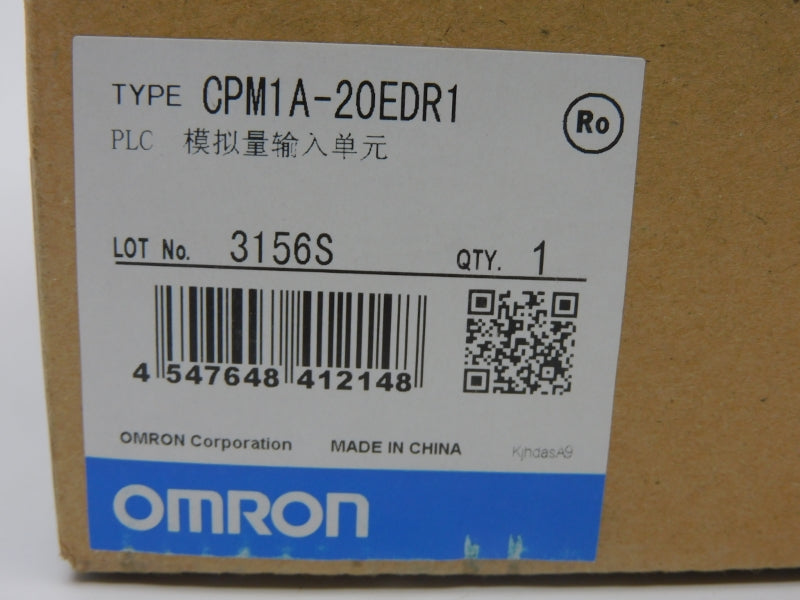 TYPE CPM1A-20EDR1
Ro
PLC 模拟量输入单元
LOT No. 3156S QTY. 1
4 547648 412148
OMRON Corporation MADE IN CHINA KjhdasA9
OMRON